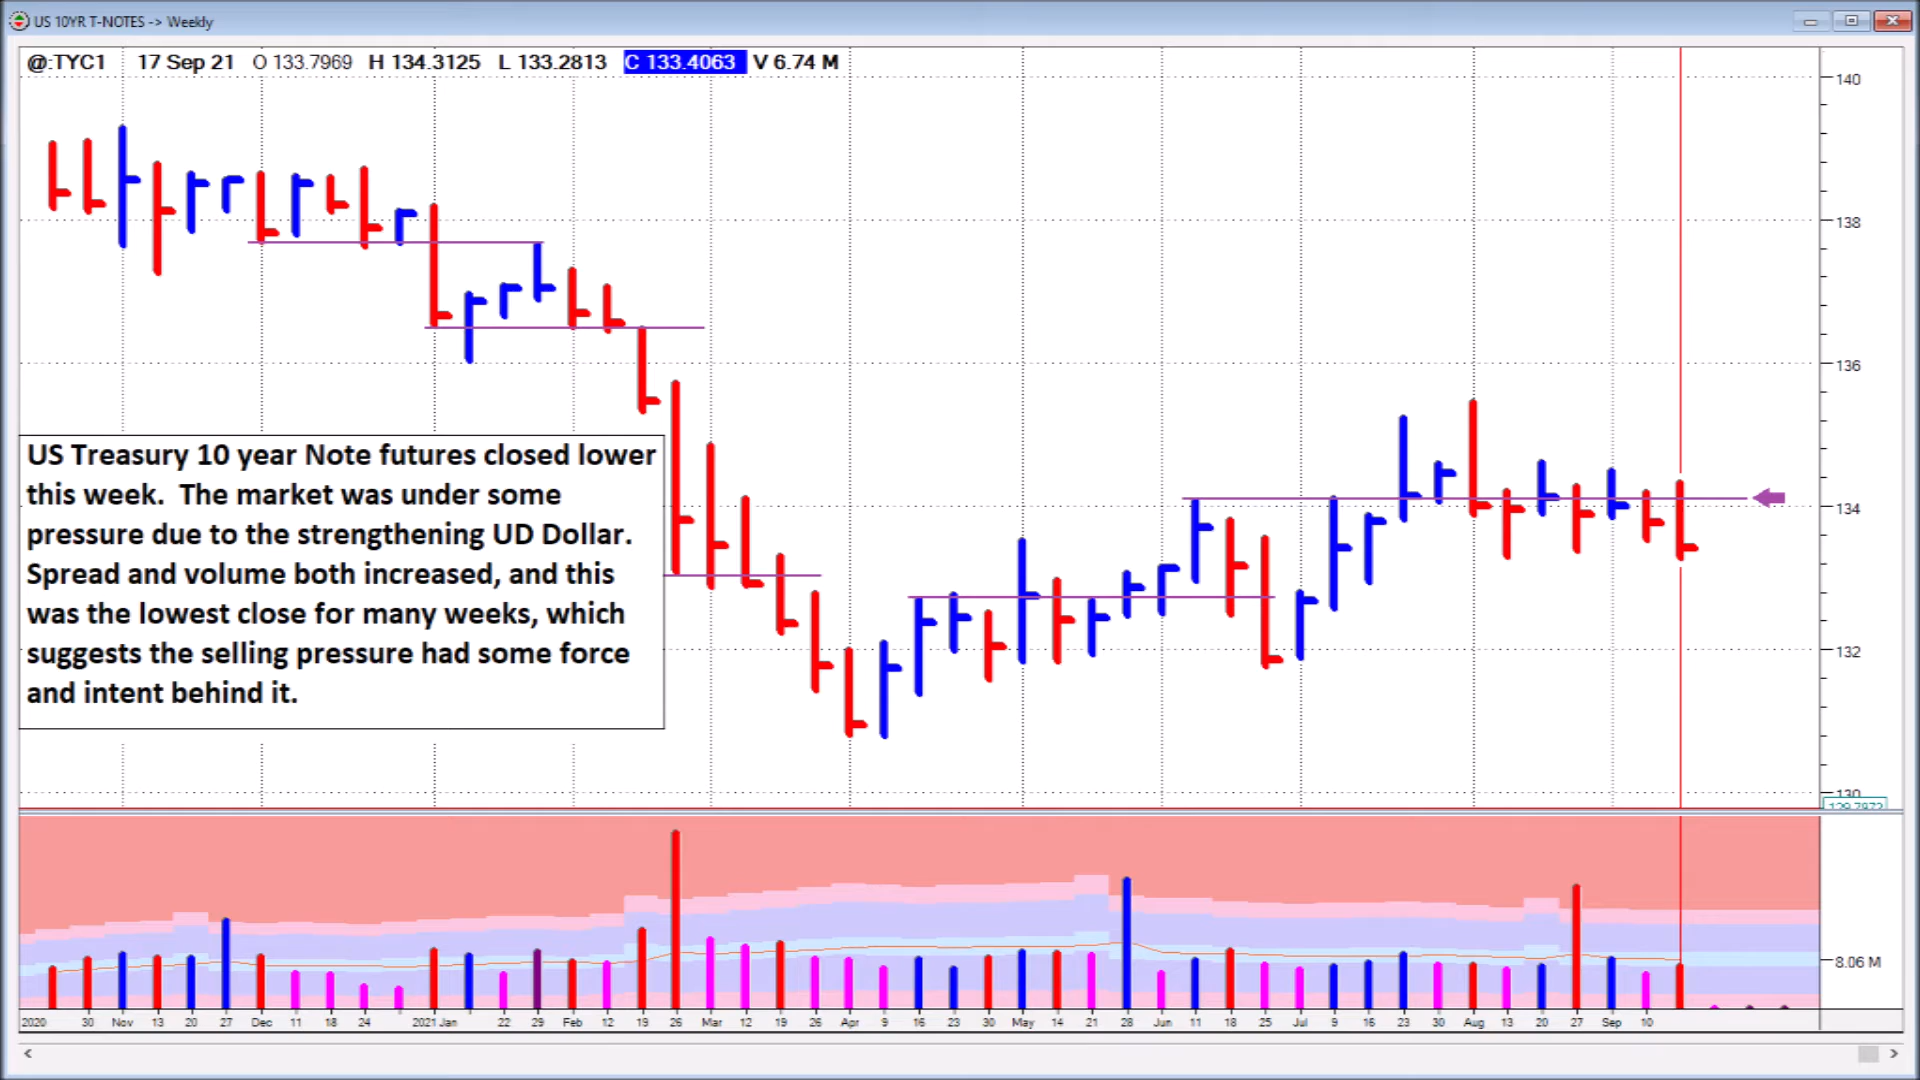 US 10YR T-NOTES -> Weekly
@:TYC1 17 Sep 21 O 133.7969 H 134.3125 L 133.2813 C 133.4063 V 6.74 M
140
138
136
134
132
130
129.7972
US Treasury 10 year Note futures closed lower
this week. The market was under some
pressure due to the strengthening UD Dollar.
Spread and volume both increased, and this
was the lowest close for many weeks, which
suggests the selling pressure had some force
and intent behind it.
8.06 M
2020 30 Nov 13 20 27 Dec 11 18 24 2021 Jan 22 29 Feb 12 19 26 Mar 12 19 26 Apr 9 16 23 30 May 14 21 28 Jun 11 18 25 Jul 9 16 23 30 Aug 13 20 27 Sep 10